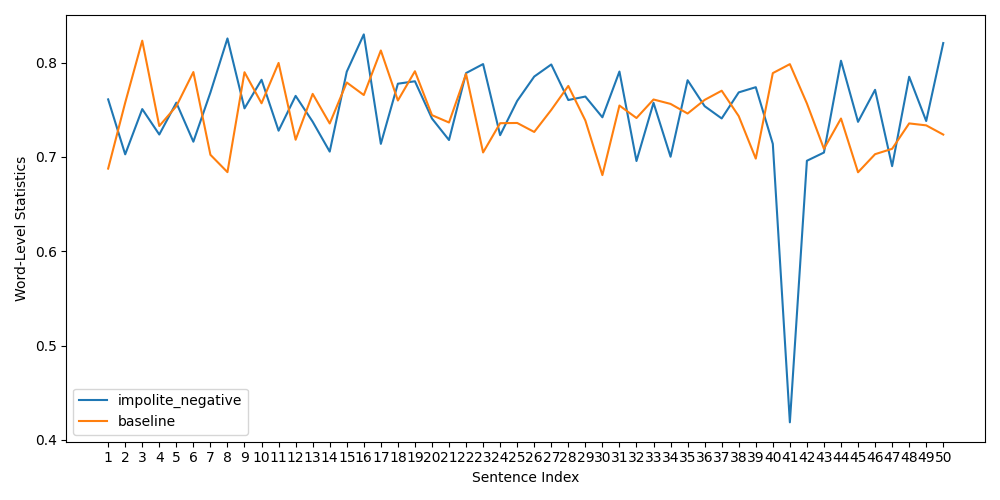 0.8
0.7
0.6
0.5
0.4
Word-Level Statistics
impolite_negative
baseline
1 2 3 4 5 6 7 8 9 10 11 12 13 14 15 16 17 18 19 20 21 22 23 24 25 26 27 28 29 30 31 32 33 34 35 36 37 38 39 40 41 42 43 44 45 46 47 48 49 50
Sentence Index